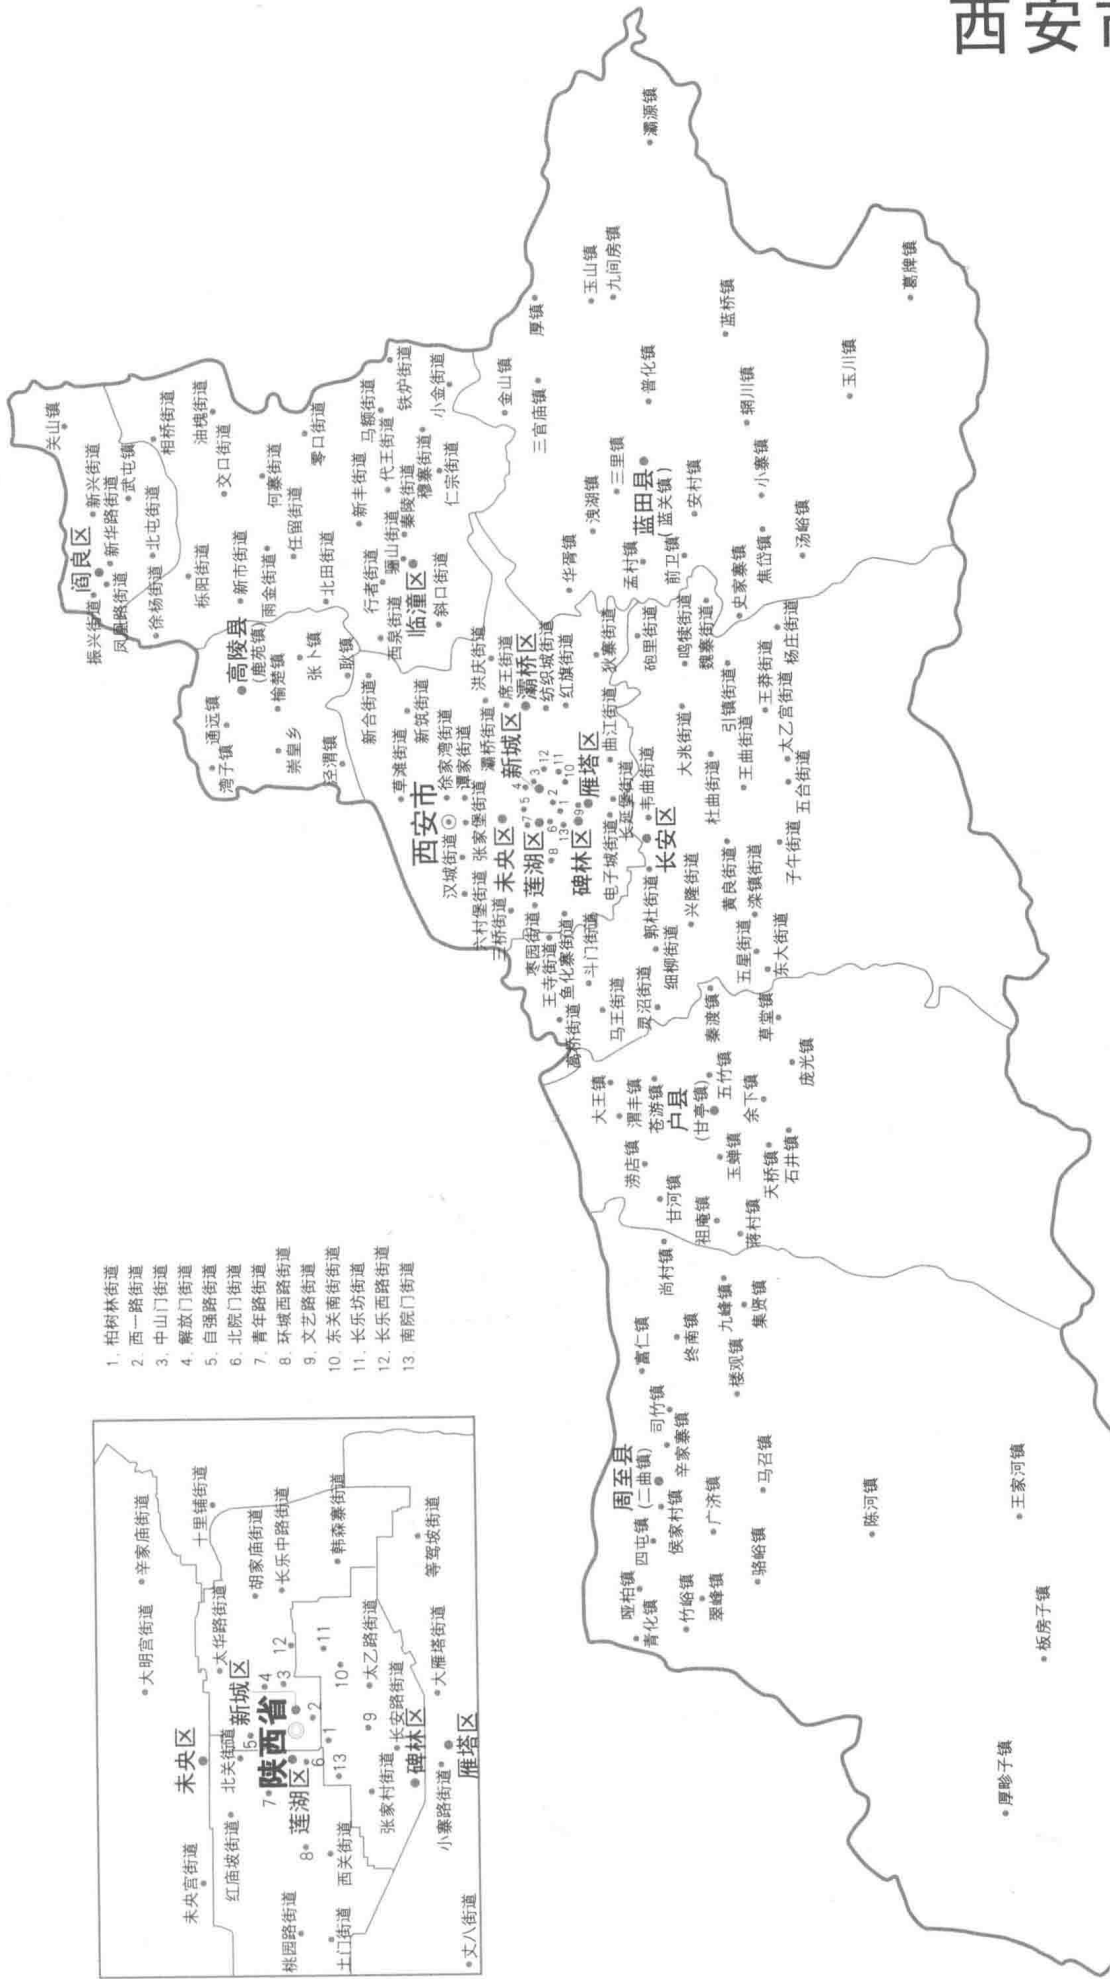 西安市
1. 柏树林街道
2. 西一路街道
3. 中山门街道
4. 解放门街道
5. 自强路街道
6. 北院门街道
7. 青年路街道
8. 环城西路街道
9. 文艺路街道
10. 东关南街街道
11. 长乐坊街道
12. 长乐西路街道
13. 南院门街道
未央区
大明宫街道
辛家庙街道
未央宫街道
十里铺街道
太华路街道
红庙坡街道
北关街道
新城区
胡家庙街道
长乐中路街道
陕西省
莲湖区
桃园路街道
土门街道
西关街道
韩森寨街道
太乙路街道
长安路街道
张家村街道
碑林区
小寨路街道
大雁塔街道
等驾坡街道
雁塔区
丈八街道
1
2
3
4
5
6
7
8
9
10
11
12
13
关山镇
阎良区
新兴街道
振兴街道
新华路街道
凤凰路街道
武屯镇
北屯街道
徐杨街道
相桥街道
油槐街道
栎阳街道
交口街道
高陵县
(鹿苑镇)
通远镇
湾子镇
榆楚镇
崇皇乡
张卜镇
泾渭镇
耿镇
新市街道
雨金街道
何寨街道
任留街道
北田街道
零口街道
新丰街道
马额街道
代王街道
铁炉街道
行者街道
骊山街道
秦陵街道
穆寨街道
小金街道
仁宗街道
西泉街道
临潼区
斜口街道
新合街道
草滩街道
新筑街道
西安市
徐家湾街道
谭家街道
汉城街道
张家堡街道
六村堡街道
三桥街道
未央区
灞桥街道
洪庆街道
席王街道
灞桥区
新城区
纺织城街道
红旗街道
莲湖区
枣园街道
碑林区
雁塔区
曲江街道
狄寨街道
电子城街道
长延堡街道
鱼化寨街道
王寺街道
斗门街道
高桥街道
马王街道
灵沼街道
细柳街道
郭杜街道
长安区
韦曲街道
兴隆街道
大兆街道
砲里街道
鸣犊街道
魏寨街道
杜曲街道
引镇街道
王曲街道
王莽街道
杨庄街道
太乙宫街道
五台街道
子午街道
黄良街道
滦镇街道
五星街道
东大街道
1
2
3
4
5
6
7
8
9
10
11
12
13
金山镇
厚镇
三官庙镇
玉山镇
九间房镇
灞源镇
普化镇
三里镇
洩湖镇
华胥镇
孟村镇
蓝田县
(蓝关镇)
前卫镇
安村镇
蓝桥镇
辋川镇
小寨镇
史家寨镇
焦岱镇
汤峪镇
玉川镇
葛牌镇
大王镇
渭丰镇
苍游镇
户县
(甘亭镇)
涝店镇
甘河镇
祖庵镇
蒋村镇
玉蝉镇
天桥镇
石井镇
五竹镇
余下镇
秦渡镇
草堂镇
庞光镇
尚村镇
终南镇
九峰镇
集贤镇
楼观镇
富仁镇
司竹镇
辛家寨镇
周至县
(二曲镇)
四屯镇
侯家村镇
广济镇
马召镇
哑柏镇
青化镇
竹峪镇
翠峰镇
骆峪镇
陈河镇
王家河镇
板房子镇
厚畛子镇